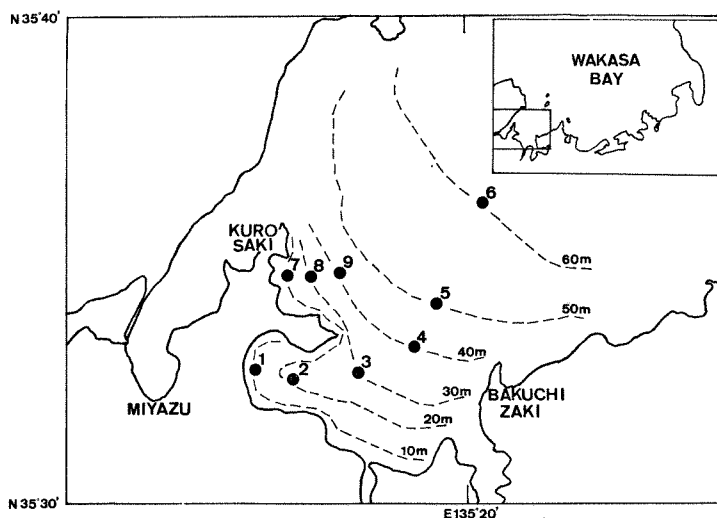 N 35°40'
WAKASA
BAY
6
KURO
SAKI
7
8
9
60m
5
50m
4
40m
1
2
3
30m
BAKUCHI
ZAKI
MIYAZU
20m
10m
N 35°30'
E135°20'